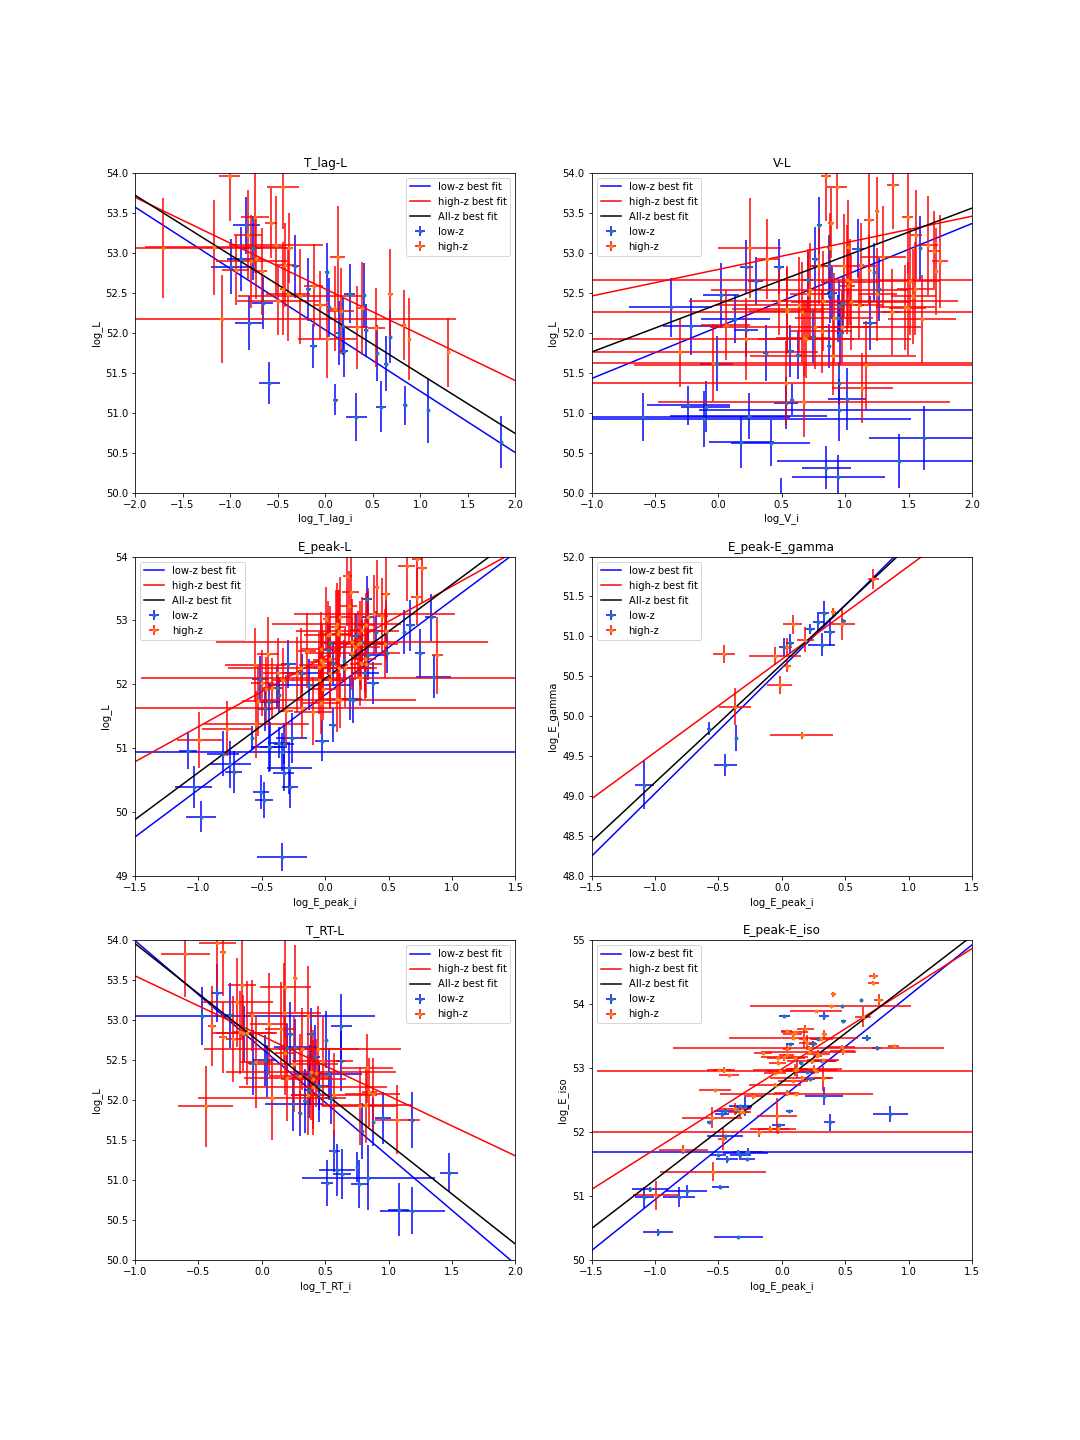 T_lag-L
54.0
53.5
53.0
52.5
52.0
51.5
51.0
50.5
50.0
log_L
low-z best fit
high-z best fit
All-z best fit
low-z
high-z
−2.0 −1.5 −1.0 −0.5 0.0 0.5 1.0 1.5 2.0
log_T_lag_i
V-L
54.0
53.5
53.0
52.5
52.0
51.5
51.0
50.5
50.0
log_L
low-z best fit
high-z best fit
All-z best fit
low-z
high-z
−1.0 −0.5 0.0 0.5 1.0 1.5 2.0
log_V_i
E_peak-L
54
53
52
51
50
49
log_L
low-z best fit
high-z best fit
All-z best fit
low-z
high-z
−1.5 −1.0 −0.5 0.0 0.5 1.0 1.5
log_E_peak_i
E_peak-E_gamma
52.0
51.5
51.0
50.5
50.0
49.5
49.0
48.5
48.0
log_E_gamma
low-z best fit
high-z best fit
All-z best fit
low-z
high-z
−1.5 −1.0 −0.5 0.0 0.5 1.0 1.5
log_E_peak_i
T_RT-L
54.0
53.5
53.0
52.5
52.0
51.5
51.0
50.5
50.0
log_L
low-z best fit
high-z best fit
All-z best fit
low-z
high-z
−1.0 −0.5 0.0 0.5 1.0 1.5 2.0
log_T_RT_i
E_peak-E_iso
55
54
53
52
51
50
log_E_iso
low-z best fit
high-z best fit
All-z best fit
low-z
high-z
−1.5 −1.0 −0.5 0.0 0.5 1.0 1.5
log_E_peak_i